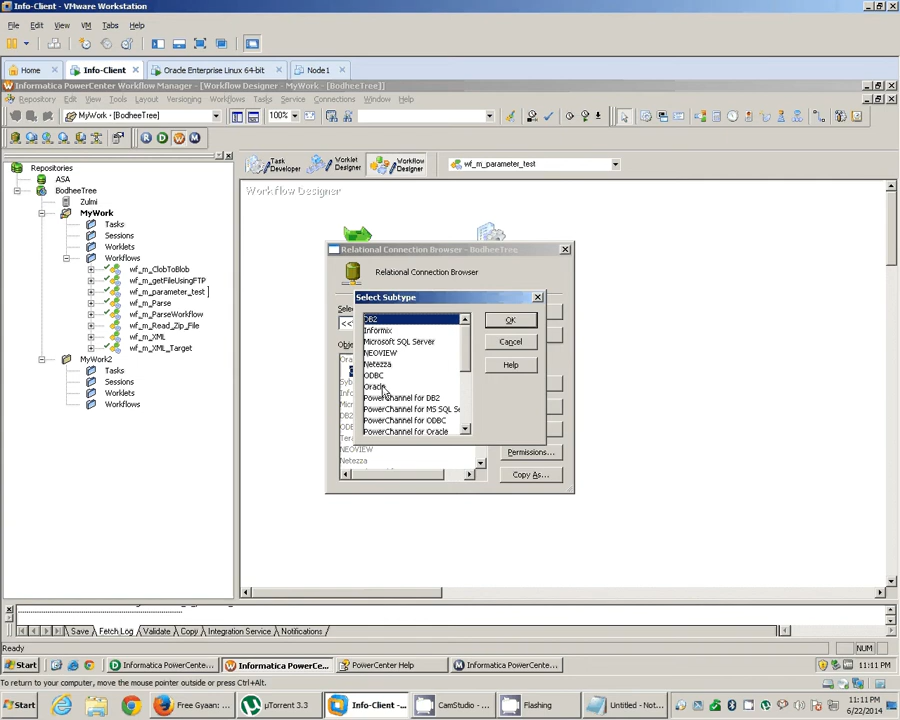 Info-Client - VMware Workstation
File Edit View VM Tabs Help
Home Info-Client Oracle Enterprise Linux 64-bit Node1
Informatica PowerCenter Workflow Manager - [Workflow Designer - MyWork - [BodheeTree]]
Repository Edit View Tools Layout Versioning Workflows Tasks Service Connections Window Help
MyWork - [BodheeTree] 100%
Repositories
ASA
BodheeTree
Zulmi
MyWork
Tasks
Sessions
Worklets
Workflows
wf_m_ClobToBlob
wf_m_getFileUsingFTP
wf_m_parameter_test
wf_m_Parse
wf_m_ParseWorkflow
wf_m_Read_Zip_File
wf_m_XML
wf_m_XML_Target
MyWork2
Tasks
Sessions
Worklets
Workflows
Task Developer Worklet Designer Workflow Designer wf_m_parameter_test
Workflow Designer
Relational Connection Browser - BodheeTree
Relational Connection Browser
Select Subtype
DB2
Informix
Microsoft SQL Server
NEOVIEW
Netezza
ODBC
Oracle
PowerChannel for DB2
PowerChannel for MS SQL Se
PowerChannel for ODBC
PowerChannel for Oracle
OK
Cancel
Help
NEOVIEW
Netezza
Permissions...
Copy As...
Save Fetch Log Validate Copy Integration Service Notifications
Ready NUM
Start Informatica PowerCente... Informatica PowerCe... PowerCenter Help Informatica PowerCente... 11:11 PM
To return to your computer, move the mouse pointer outside or press Ctrl+Alt.
Start Free Gyaan: ... µTorrent 3.3 Info-Client -... CamStudio -... Flashing Untitled - Not... 11:11 PM
6/22/2014